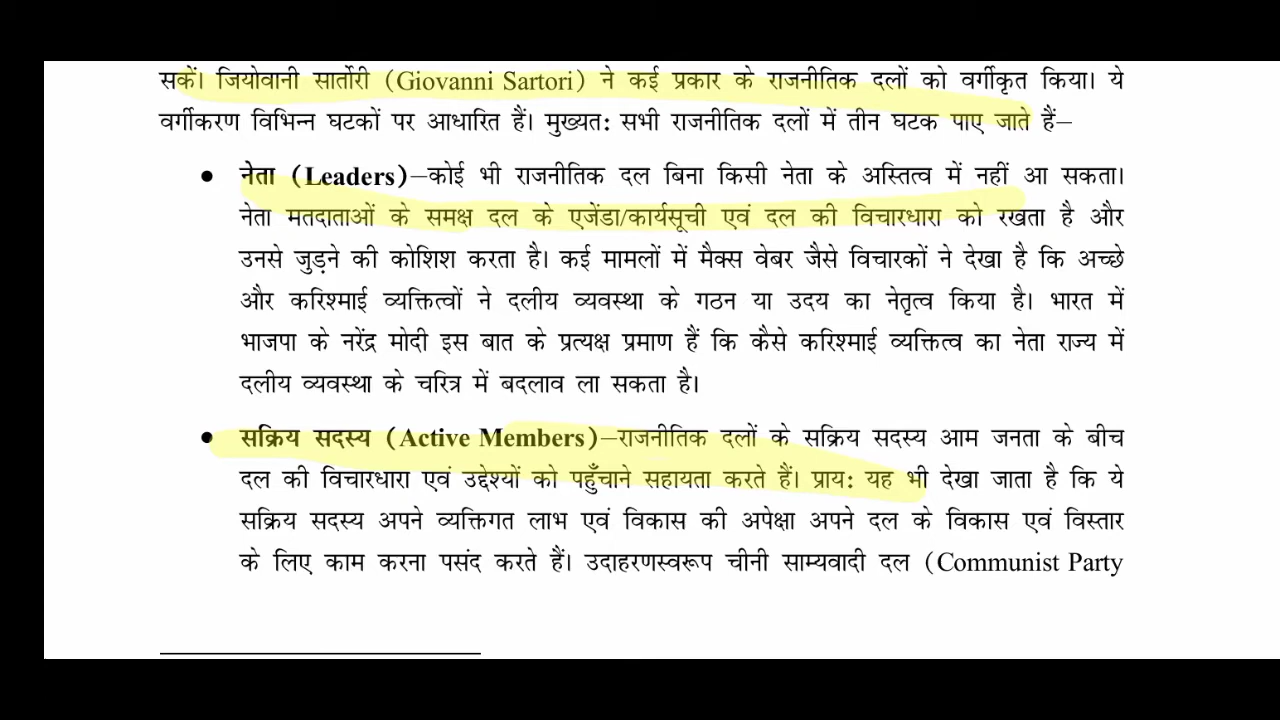 सकें। जियोवानी सार्तोरी (Giovanni Sartori) ने कई प्रकार के राजनीतिक दलों को वर्गीकृत किया। ये
वर्गीकरण विभिन्न घटकों पर आधारित हैं। मुख्यत: सभी राजनीतिक दलों में तीन घटक पाए जाते हैं–
• नेता (Leaders)–कोई भी राजनीतिक दल बिना किसी नेता के अस्तित्व में नहीं आ सकता।
नेता मतदाताओं के समक्ष दल के एजेंडा/कार्यसूची एवं दल की विचारधारा को रखता है और
उनसे जुड़ने की कोशिश करता है। कई मामलों में मैक्स वेबर जैसे विचारकों ने देखा है कि अच्छे
और करिश्माई व्यक्तित्वों ने दलीय व्यवस्था के गठन या उदय का नेतृत्व किया है। भारत में
भाजपा के नरेंद्र मोदी इस बात के प्रत्यक्ष प्रमाण हैं कि कैसे करिश्माई व्यक्तित्व का नेता राज्य में
दलीय व्यवस्था के चरित्र में बदलाव ला सकता है।
• सक्रिय सदस्य (Active Members)–राजनीतिक दलों के सक्रिय सदस्य आम जनता के बीच
दल की विचारधारा एवं उद्देश्यों को पहुँचाने सहायता करते हैं। प्राय: यह भी देखा जाता है कि ये
सक्रिय सदस्य अपने व्यक्तिगत लाभ एवं विकास की अपेक्षा अपने दल के विकास एवं विस्तार
के लिए काम करना पसंद करते हैं। उदाहरणस्वरूप चीनी साम्यवादी दल (Communist Party